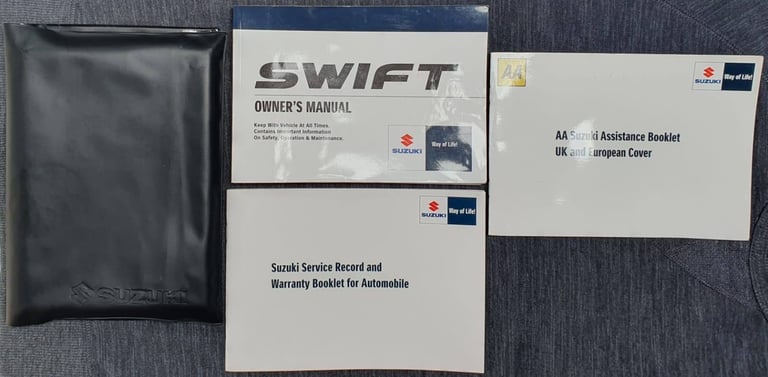 SUZUKI
SWIFT
OWNER'S MANUAL
Keep With Vehicle At All Times.
Contains Important Information
On Safety, Operation & Maintenance.
SUZUKI
Way of Life!
AA
SUZUKI
Way of Life!
AA Suzuki Assistance Booklet
UK and European Cover
SUZUKI
Way of Life!
Suzuki Service Record and
Warranty Booklet for Automobile